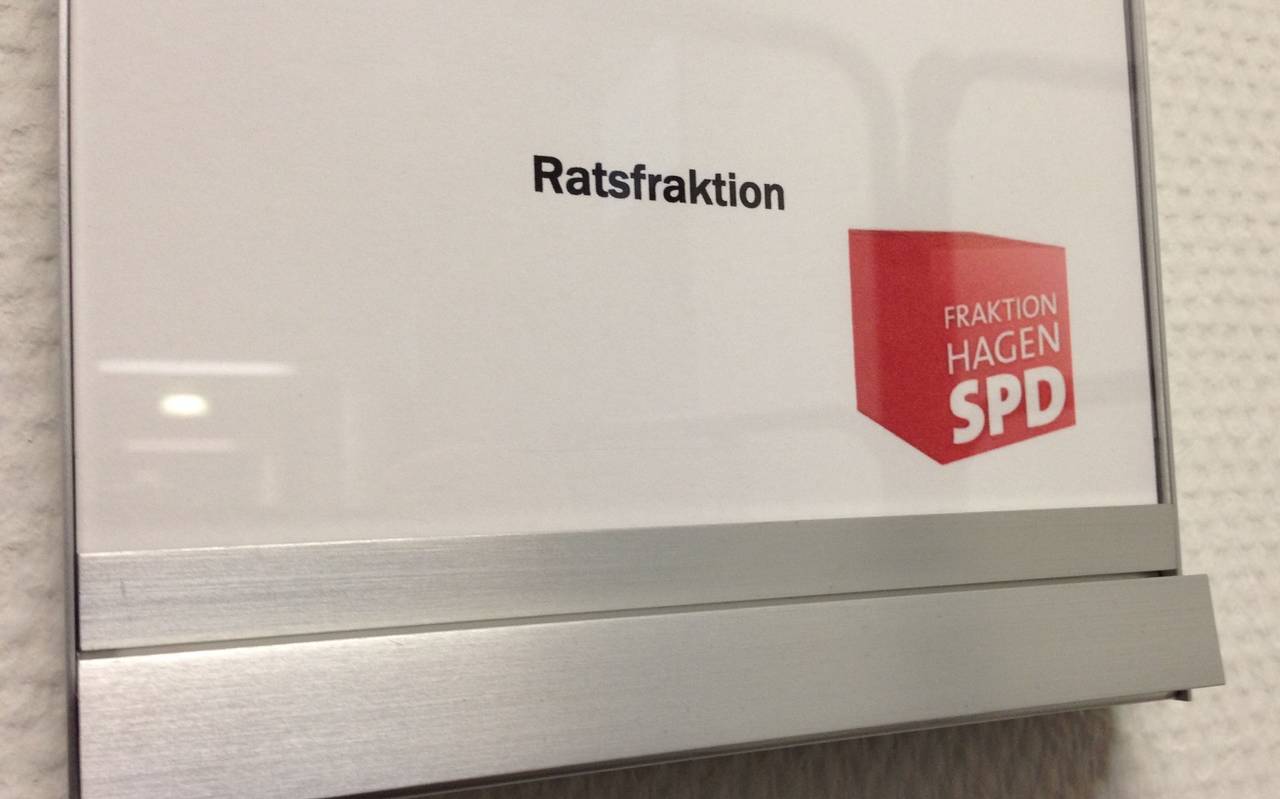 Ratsfraktion
FRAKTION
HAGEN
SPD